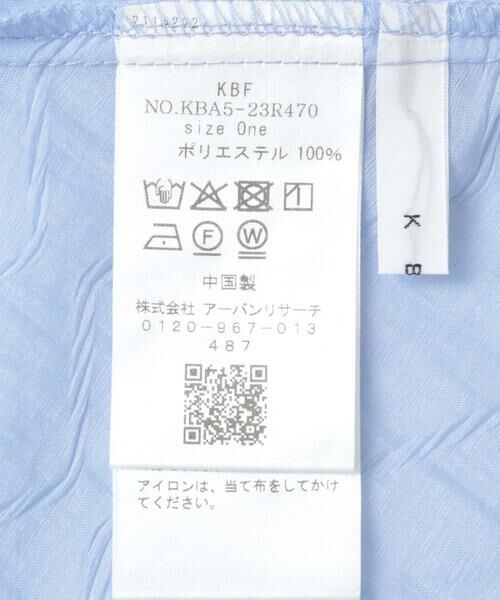 KBF
NO.KBA5-23R470
size One
ポリエステル 100%
F
W
中国製
株式会社 アーバンリサーチ
0120-967-013
487
アイロンは、当て布をしてかけ
てください。
K B